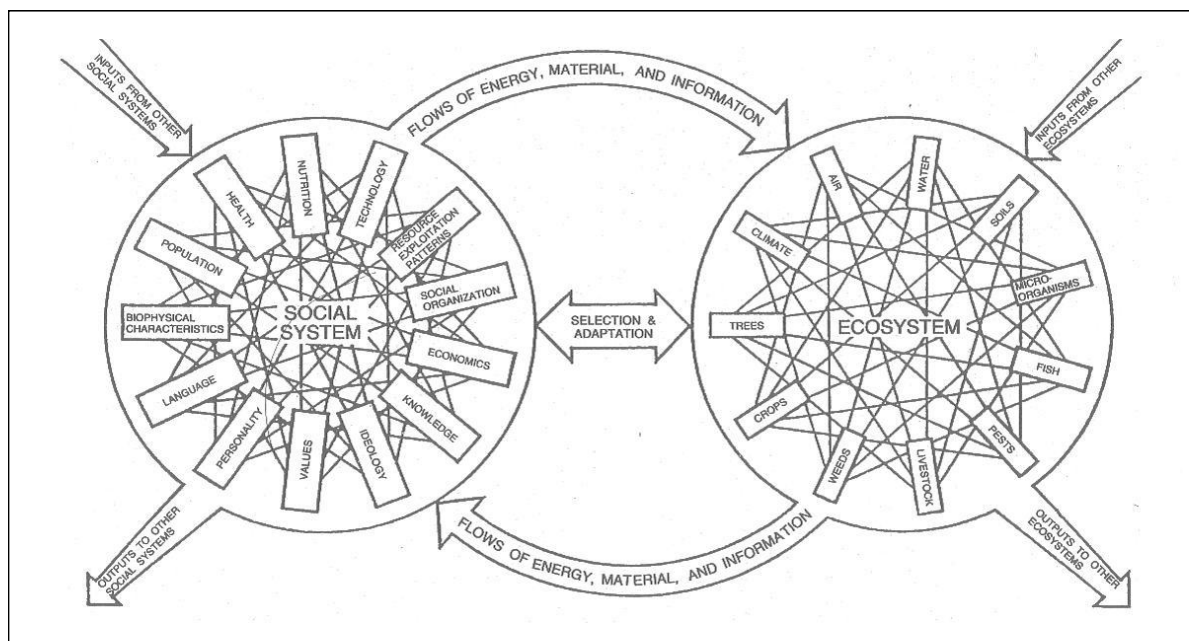 INPUTS FROM OTHER
SOCIAL SYSTEMS
FLOWS OF ENERGY, MATERIAL, AND INFORMATION
INPUTS FROM OTHER
ECOSYSTEMS
HEALTH
NUTRITION
TECHNOLOGY
RESOURCE
EXPLOITATION
PATTERNS
POPULATION
SOCIAL
ORGANIZATION
BIOPHYSICAL
CHARACTERISTICS
SOCIAL
SYSTEM
ECONOMICS
LANGUAGE
KNOWLEDGE
PERSONALITY
VALUES
IDEOLOGY
SELECTION &
ADAPTATION
AIR
WATER
SOILS
CLIMATE
MICRO-
ORGANISMS
TREES
ECOSYSTEM
FISH
CROPS
PESTS
WEEDS
LIVESTOCK
OUTPUTS TO OTHER
SOCIAL SYSTEMS
FLOWS OF ENERGY, MATERIAL, AND INFORMATION
OUTPUTS TO OTHER
ECOSYSTEMS